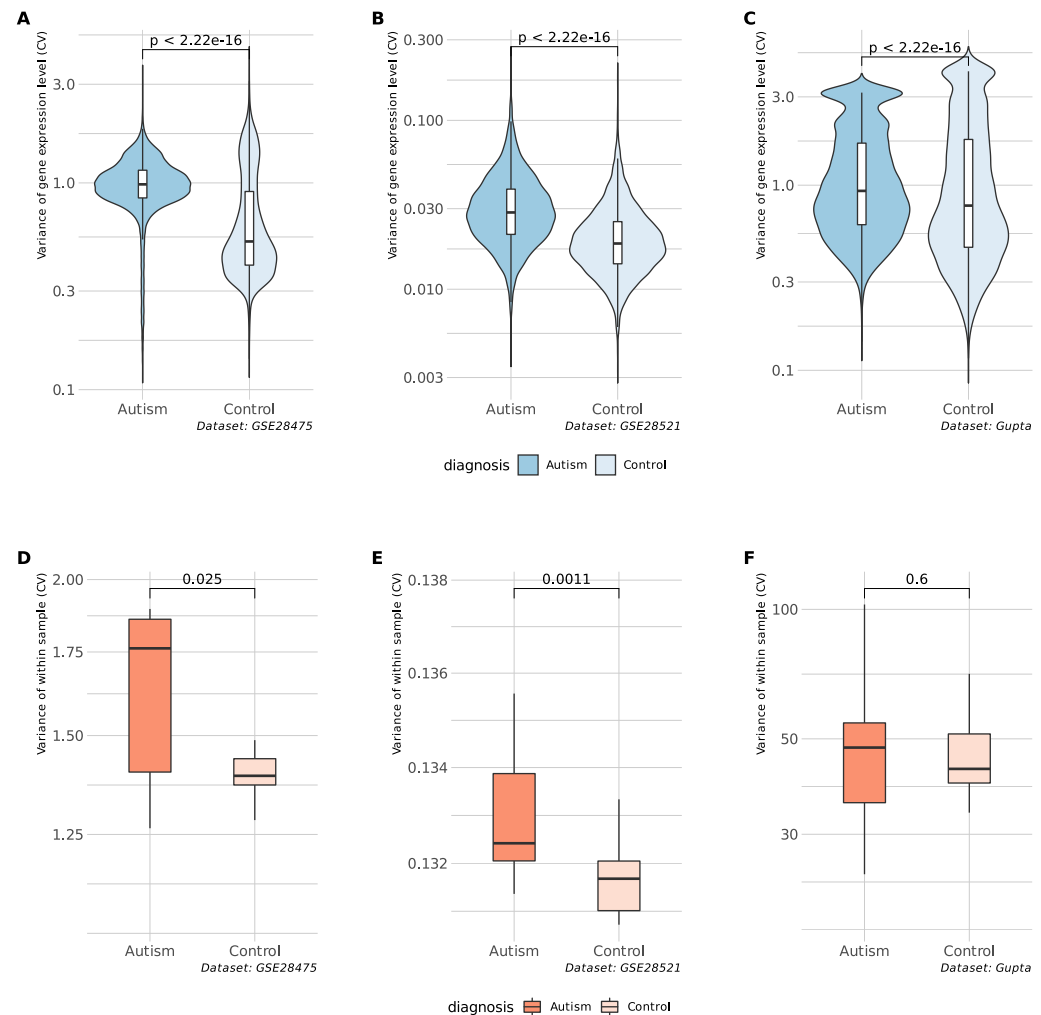 A
Variance of gene expression level (CV)
p < 2.22e-16
3.0
1.0
0.3
0.1
Autism
Control
Dataset: GSE28475
B
Variance of gene expression level (CV)
p < 2.22e-16
0.300
0.100
0.030
0.010
0.003
Autism
Control
Dataset: GSE28521
C
Variance of gene expression level (CV)
p < 2.22e-16
3.0
1.0
0.3
0.1
Autism
Control
Dataset: Gupta
diagnosis Autism Control
D
Variance of within sample (CV)
0.025
2.00
1.75
1.50
1.25
Autism
Control
Dataset: GSE28475
E
Variance of within sample (CV)
0.0011
0.138
0.136
0.134
0.132
Autism
Control
Dataset: GSE28521
F
Variance of within sample (CV)
0.6
100
50
30
Autism
Control
Dataset: Gupta
diagnosis Autism Control